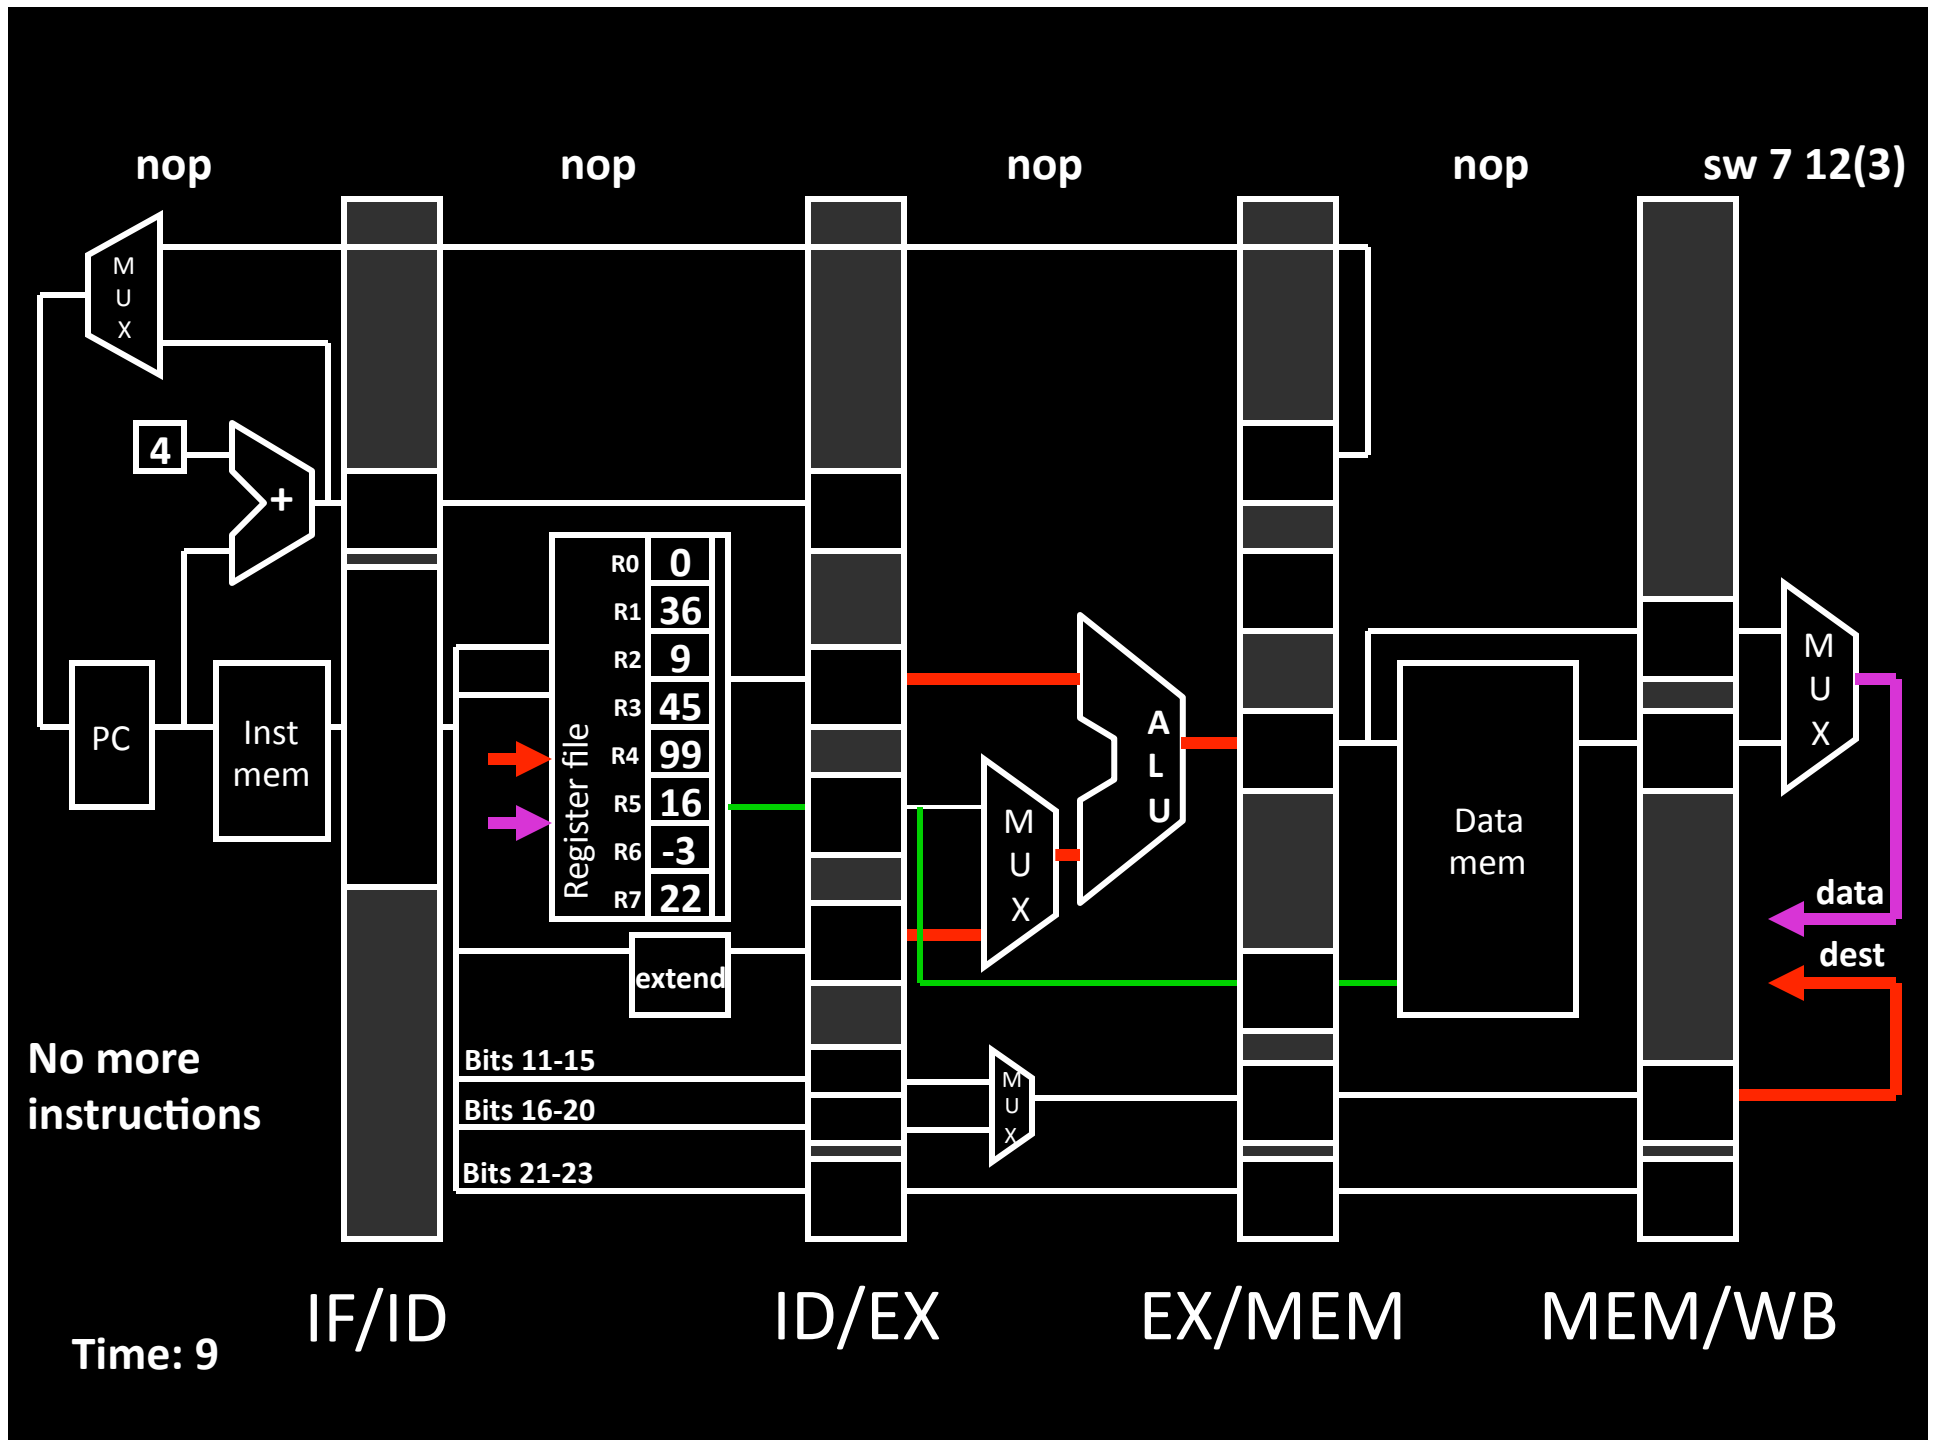 nop
nop
nop
nop
sw 7 12(3)
M
U
X
4
+
PC
Inst
mem
Register file
R0 0
R1 36
R2 9
R3 45
R4 99
R5 16
R6 -3
R7 22
extend
M
U
X
A
L
U
Data
mem
M
U
X
data
dest
No more
instructions
Bits 11-15
Bits 16-20
Bits 21-23
M
U
X
IF/ID
ID/EX
EX/MEM
MEM/WB
Time: 9